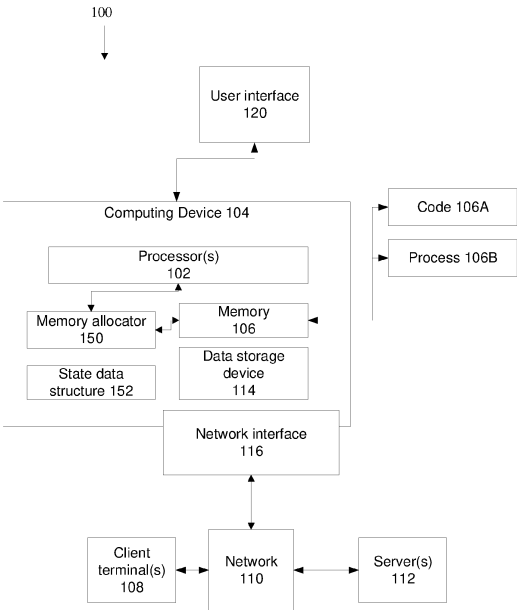 100
User interface
120
Computing Device 104
Code 106A
Process 106B
Processor(s)
102
Memory allocator
150
Memory
106
State data
structure 152
Data storage
device
114
Network interface
116
Client
terminal(s)
108
Network
110
Server(s)
112